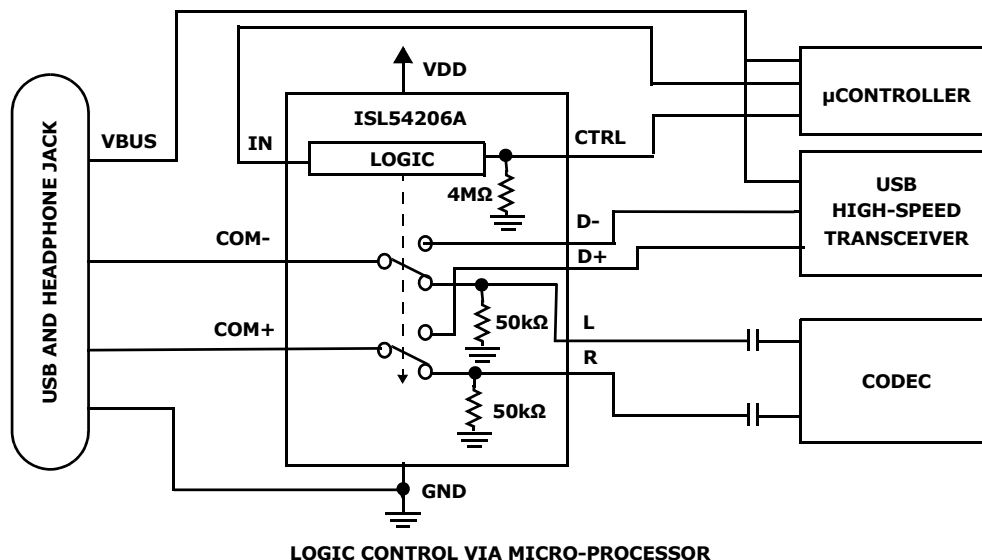 VDD
µCONTROLLER
ISL54206A
VBUS
IN
CTRL
LOGIC
4MΩ
USB
HIGH-SPEED
TRANSCEIVER
USB AND HEADPHONE JACK
D-
COM-
D+
50kΩ
L
COM+
R
CODEC
50kΩ
GND
LOGIC CONTROL VIA MICRO-PROCESSOR